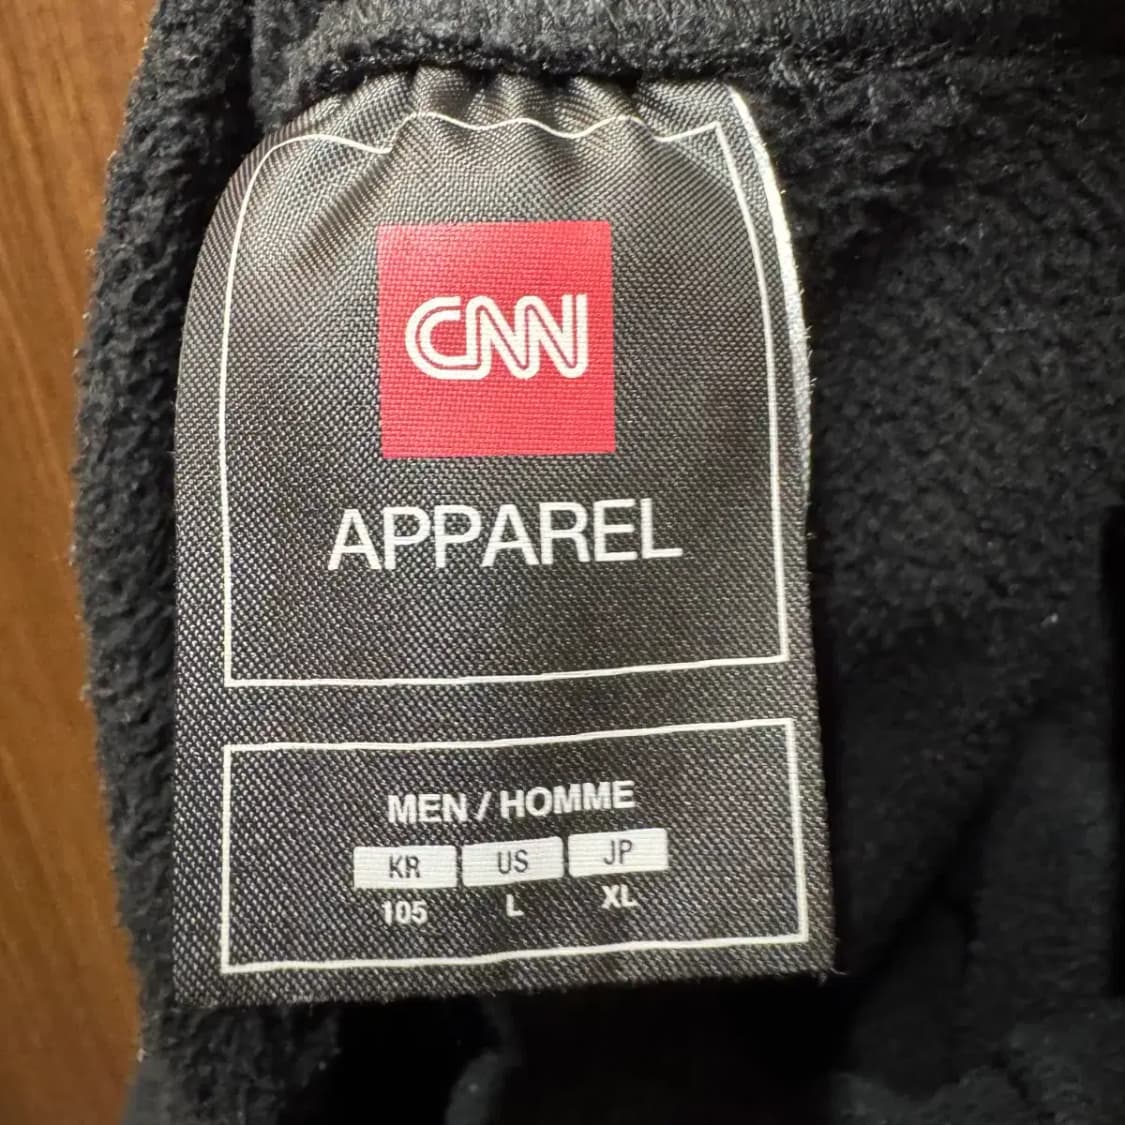 CNN
APPAREL
MEN / HOMME
KR US JP
105 L XL